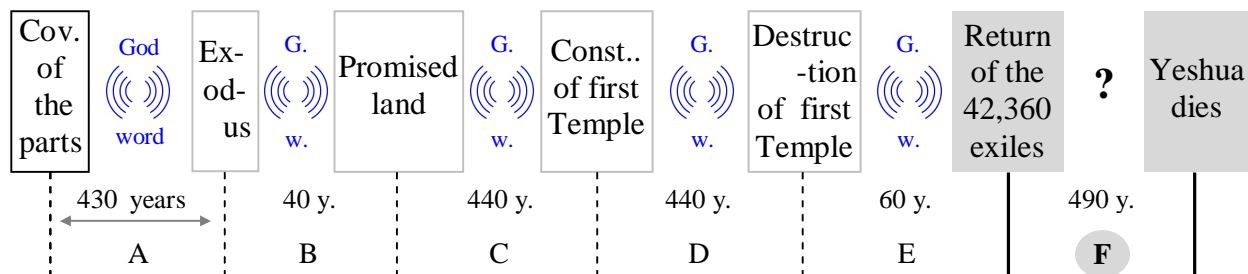 Cov.
of
the
parts
God
word
Ex-
od-
us
G.
w.
Promised
land
G.
w.
Const..
of first
Temple
G.
w.
Destruc
-tion
of first
Temple
G.
w.
Return
of the
42,360
exiles
?
Yeshua
dies
430 years
40 y.
440 y.
440 y.
60 y.
490 y.
A
B
C
D
E
F